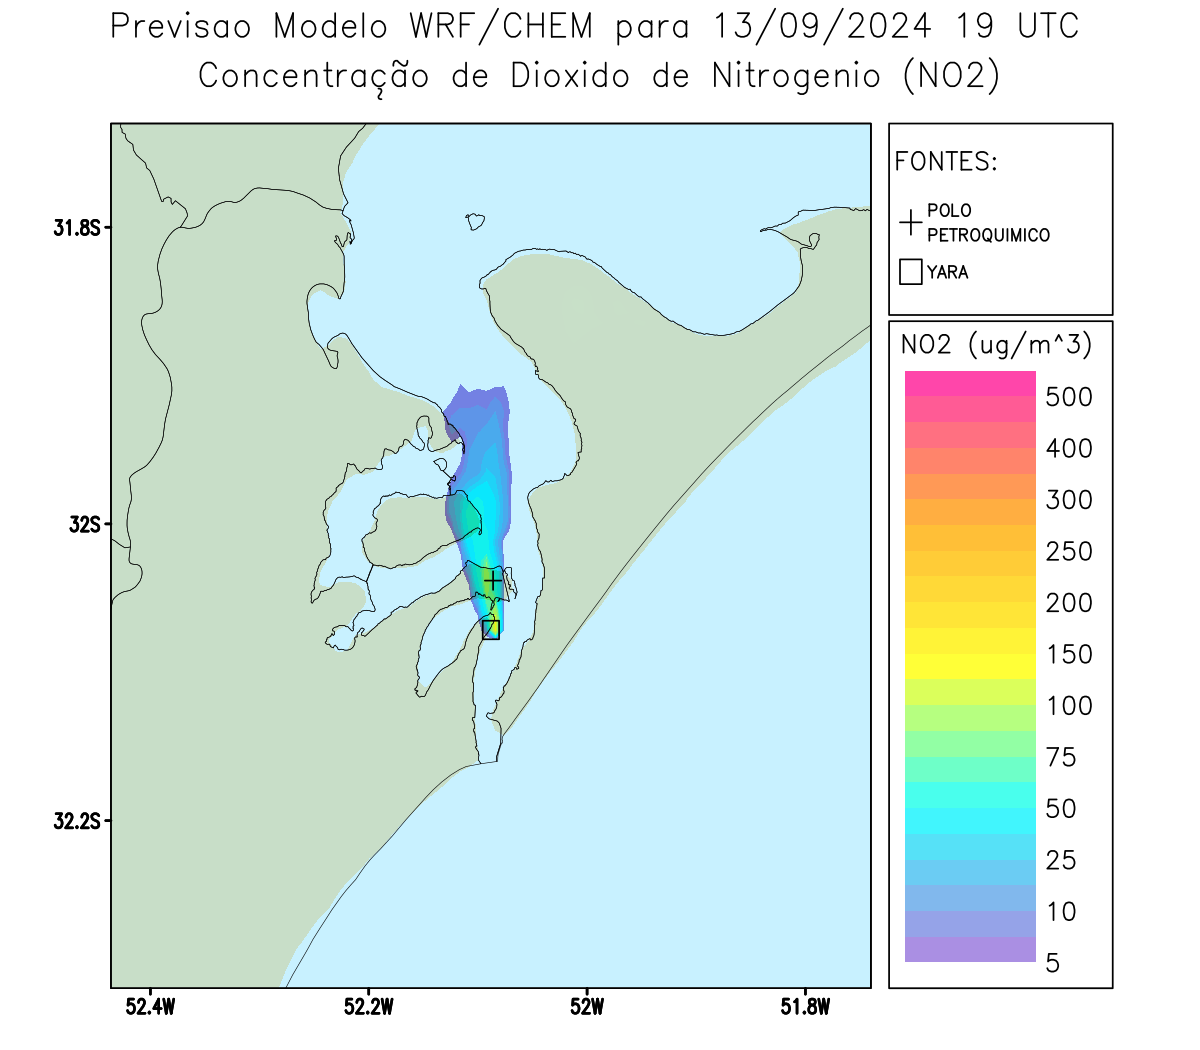 Previsao Modelo WRF/CHEM para 13/09/2024 19 UTC
Concentração de Dioxido de Nitrogenio (NO2)
FONTES:
POLO
PETROQUIMICO
YARA
NO2 (ug/m^3)
500
400
300
250
200
150
100
75
50
25
10
5
31.8S
32S
32.2S
52.4W
52.2W
52W
51.8W